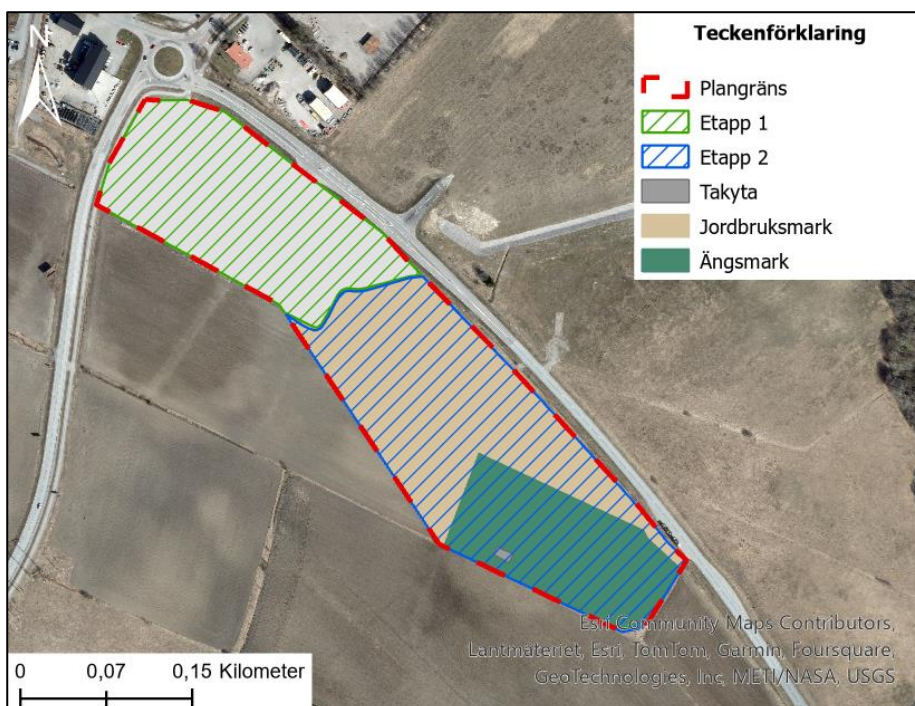 N
Teckenförklaring
Plangräns
Etapp 1
Etapp 2
Takyta
Jordbruksmark
Ängsmark
Esri Community Maps Contributors,
Lantmäteriet, Esri, TomTom, Garmin, Foursquare,
GeoTechnologies, Inc, METI/NASA, USGS
0 0,07 0,15 Kilometer